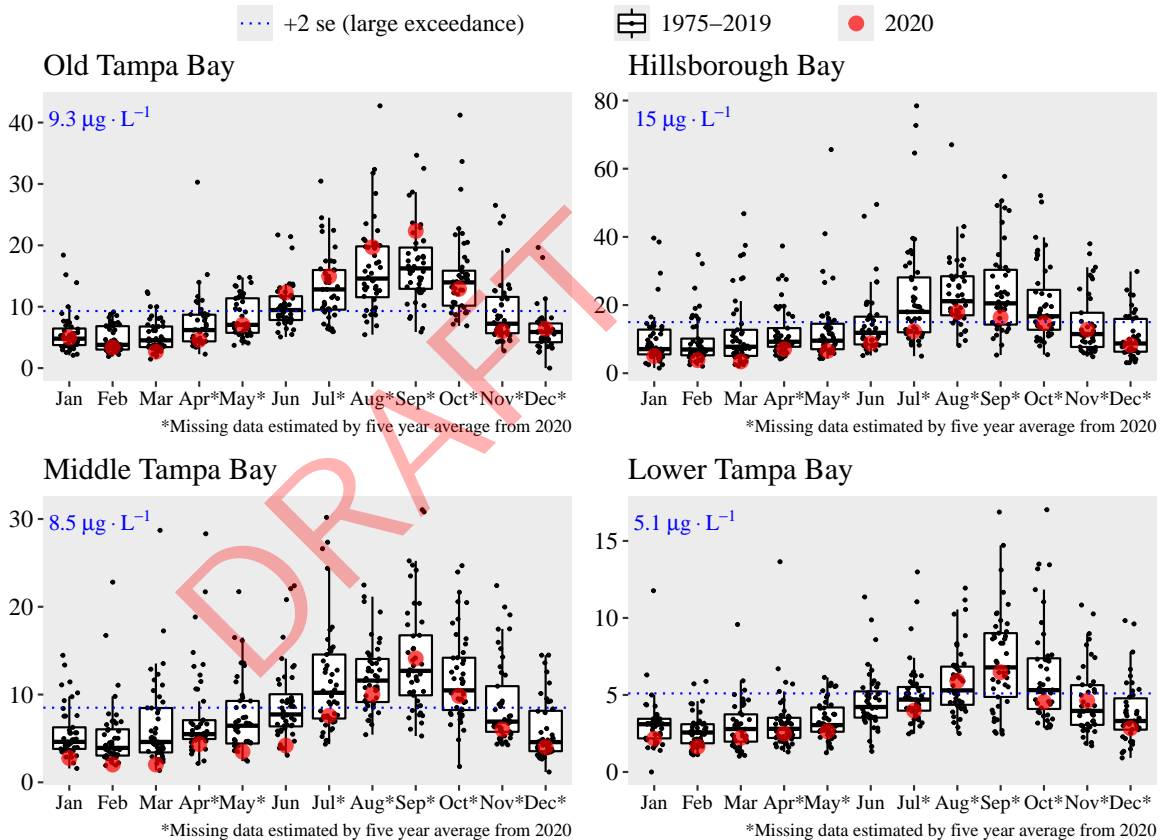 +2 se (large exceedance) 1975−2019 2020
Old Tampa Bay
9.3 μg ⋅ L−1
40
30
20
10
0
Jan Feb Mar Apr* May* Jun Jul* Aug* Sep* Oct* Nov* Dec*
*Missing data estimated by five year average from 2020
Hillsborough Bay
15 μg ⋅ L−1
80
60
40
20
0
Jan Feb Mar Apr* May* Jun Jul* Aug* Sep* Oct* Nov* Dec*
*Missing data estimated by five year average from 2020
Middle Tampa Bay
8.5 μg ⋅ L−1
30
20
10
0
Jan Feb Mar Apr* May* Jun Jul* Aug* Sep* Oct* Nov* Dec*
*Missing data estimated by five year average from 2020
Lower Tampa Bay
5.1 μg ⋅ L−1
15
10
5
0
Jan Feb Mar Apr* May* Jun Jul* Aug* Sep* Oct* Nov* Dec*
*Missing data estimated by five year average from 2020
DRAFT